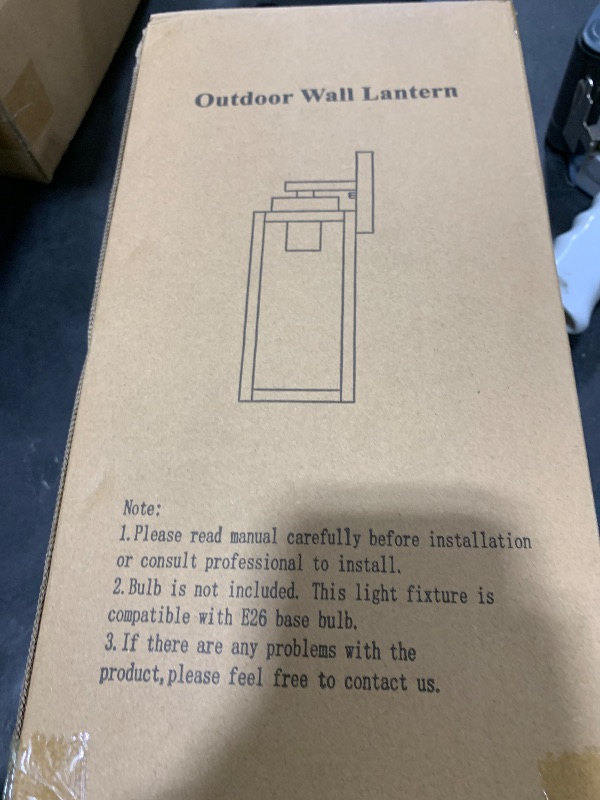 Outdoor Wall Lantern
Note:
1.Please read manual carefully before installation
or consult professional to install.
2.Bulb is not included. This light fixture is
compatible with E26 base bulb.
3.If there are any problems with the
product,please feel free to contact us.